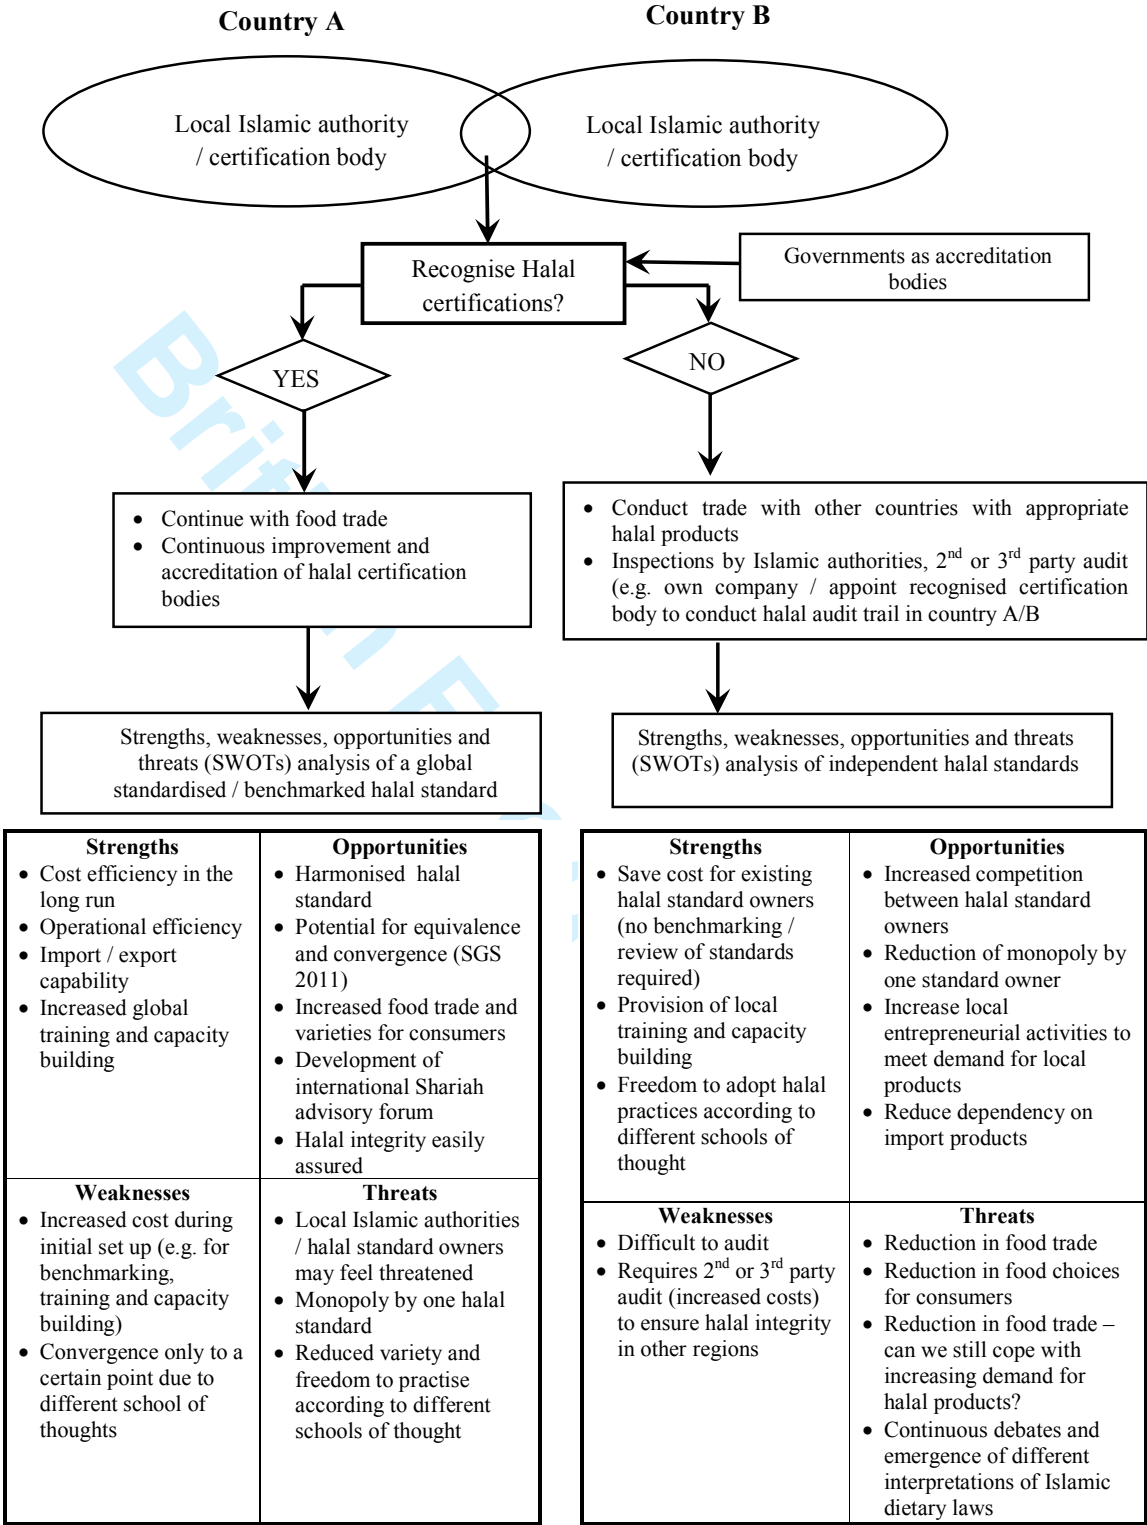 Country A
Country B
Local Islamic authority
/ certification body
Local Islamic authority
/ certification body
Recognise Halal
certifications?
Governments as accreditation
bodies
YES
NO
• Continue with food trade
• Continuous improvement and
accreditation of halal certification
bodies
• Conduct trade with other countries with appropriate
halal products
• Inspections by Islamic authorities, 2nd or 3rd party audit
(e.g. own company / appoint recognised certification
body to conduct halal audit trail in country A/B
Strengths, weaknesses, opportunities and
threats (SWOTs) analysis of a global
standardised / benchmarked halal standard
Strengths, weaknesses, opportunities and threats
(SWOTs) analysis of independent halal standards
Strengths
• Cost efficiency in the
long run
• Operational efficiency
• Import / export
capability
• Increased global
training and capacity
building
Opportunities
• Harmonised halal
standard
• Potential for equivalence
and convergence (SGS
2011)
• Increased food trade and
varieties for consumers
• Development of
international Shariah
advisory forum
• Halal integrity easily
assured
Weaknesses
• Increased cost during
initial set up (e.g. for
benchmarking,
training and capacity
building)
• Convergence only to a
certain point due to
different school of
thoughts
Threats
• Local Islamic authorities
/ halal standard owners
may feel threatened
• Monopoly by one halal
standard
• Reduced variety and
freedom to practise
according to different
schools of thought
Strengths
• Save cost for existing
halal standard owners
(no benchmarking /
review of standards
required)
• Provision of local
training and capacity
building
• Freedom to adopt halal
practices according to
different schools of
thought
Opportunities
• Increased competition
between halal standard
owners
• Reduction of monopoly by
one standard owner
• Increase local
entrepreneurial activities to
meet demand for local
products
• Reduce dependency on
import products
Weaknesses
• Difficult to audit
• Requires 2nd or 3rd party
audit (increased costs)
to ensure halal integrity
in other regions
Threats
• Reduction in food trade
• Reduction in food choices
for consumers
• Reduction in food trade –
can we still cope with
increasing demand for
halal products?
• Continuous debates and
emergence of different
interpretations of Islamic
dietary laws